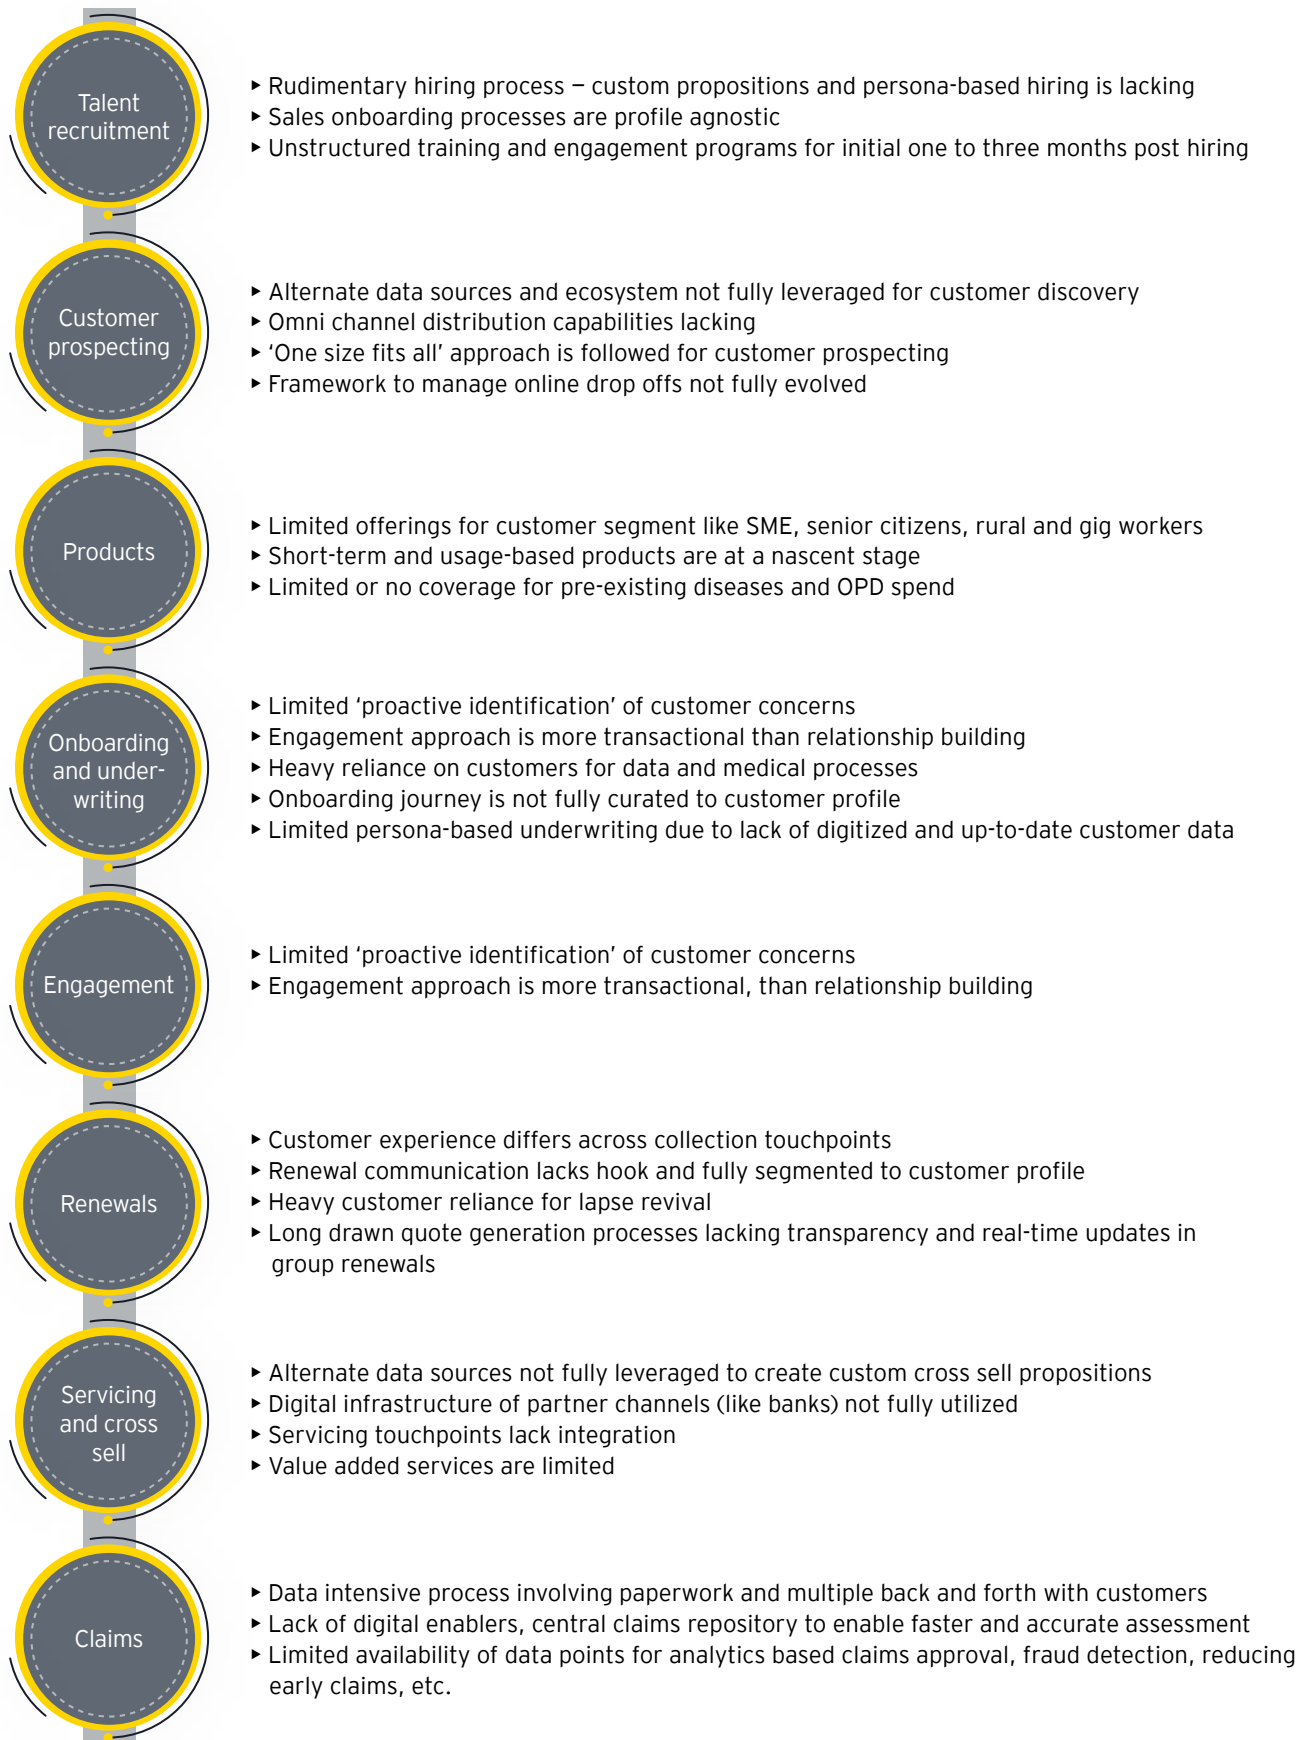 Talent
recruitment
‣ Rudimentary hiring process – custom propositions and persona-based hiring is lacking
‣ Sales onboarding processes are profile agnostic
‣ Unstructured training and engagement programs for initial one to three months post hiring
Customer
prospecting
‣ Alternate data sources and ecosystem not fully leveraged for customer discovery
‣ Omni channel distribution capabilities lacking
‣ ‘One size fits all’ approach is followed for customer prospecting
‣ Framework to manage online drop offs not fully evolved
Products
‣ Limited offerings for customer segment like SME, senior citizens, rural and gig workers
‣ Short-term and usage-based products are at a nascent stage
‣ Limited or no coverage for pre-existing diseases and OPD spend
Onboarding
and under-
writing
‣ Limited ‘proactive identification’ of customer concerns
‣ Engagement approach is more transactional than relationship building
‣ Heavy reliance on customers for data and medical processes
‣ Onboarding journey is not fully curated to customer profile
‣ Limited persona-based underwriting due to lack of digitized and up-to-date customer data
Engagement
‣ Limited ‘proactive identification’ of customer concerns
‣ Engagement approach is more transactional, than relationship building
Renewals
‣ Customer experience differs across collection touchpoints
‣ Renewal communication lacks hook and fully segmented to customer profile
‣ Heavy customer reliance for lapse revival
‣ Long drawn quote generation processes lacking transparency and real-time updates in
group renewals
Servicing
and cross
sell
‣ Alternate data sources not fully leveraged to create custom cross sell propositions
‣ Digital infrastructure of partner channels (like banks) not fully utilized
‣ Servicing touchpoints lack integration
‣ Value added services are limited
Claims
‣ Data intensive process involving paperwork and multiple back and forth with customers
‣ Lack of digital enablers, central claims repository to enable faster and accurate assessment
‣ Limited availability of data points for analytics based claims approval, fraud detection, reducing
early claims, etc.